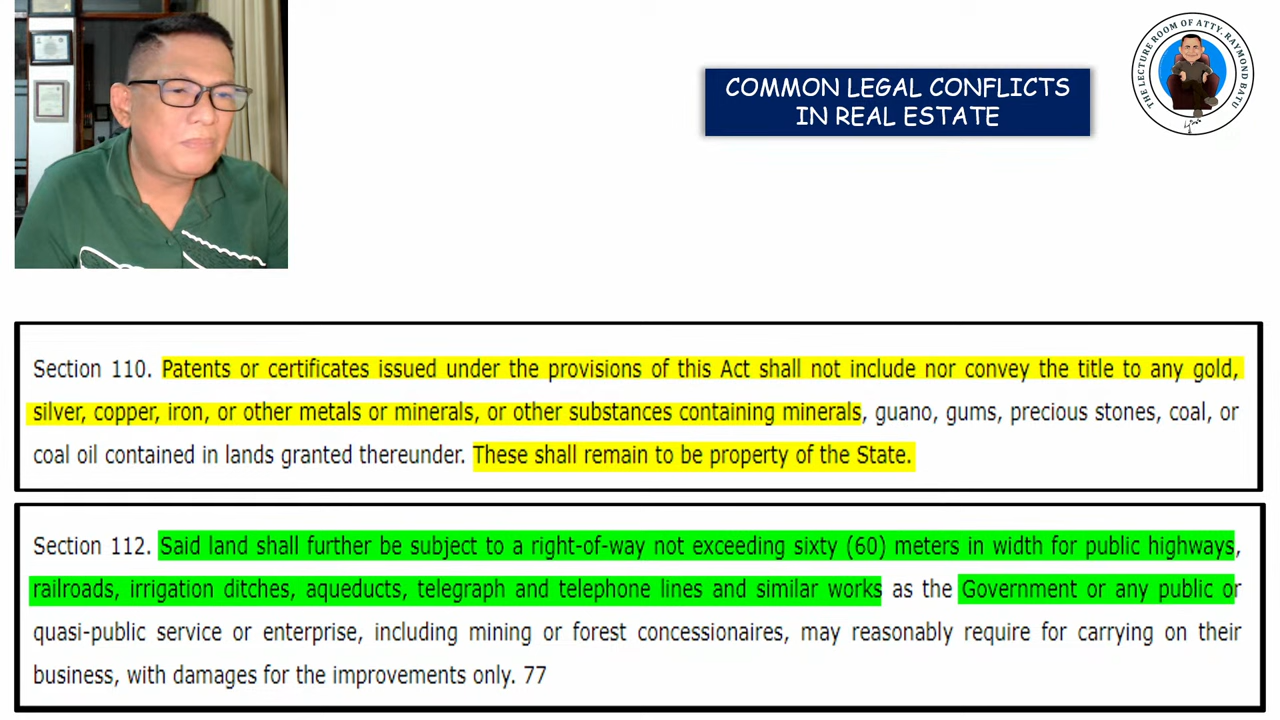 COMMON LEGAL CONFLICTS
IN REAL ESTATE
THE LECTURE ROOM OF ATTY. RAYMOND BATU
Section 110. Patents or certificates issued under the provisions of this Act shall not include nor convey the title to any gold,
silver, copper, iron, or other metals or minerals, or other substances containing minerals, guano, gums, precious stones, coal, or
coal oil contained in lands granted thereunder. These shall remain to be property of the State.
Section 112. Said land shall further be subject to a right-of-way not exceeding sixty (60) meters in width for public highways,
railroads, irrigation ditches, aqueducts, telegraph and telephone lines and similar works as the Government or any public or
quasi-public service or enterprise, including mining or forest concessionaires, may reasonably require for carrying on their
business, with damages for the improvements only. 77